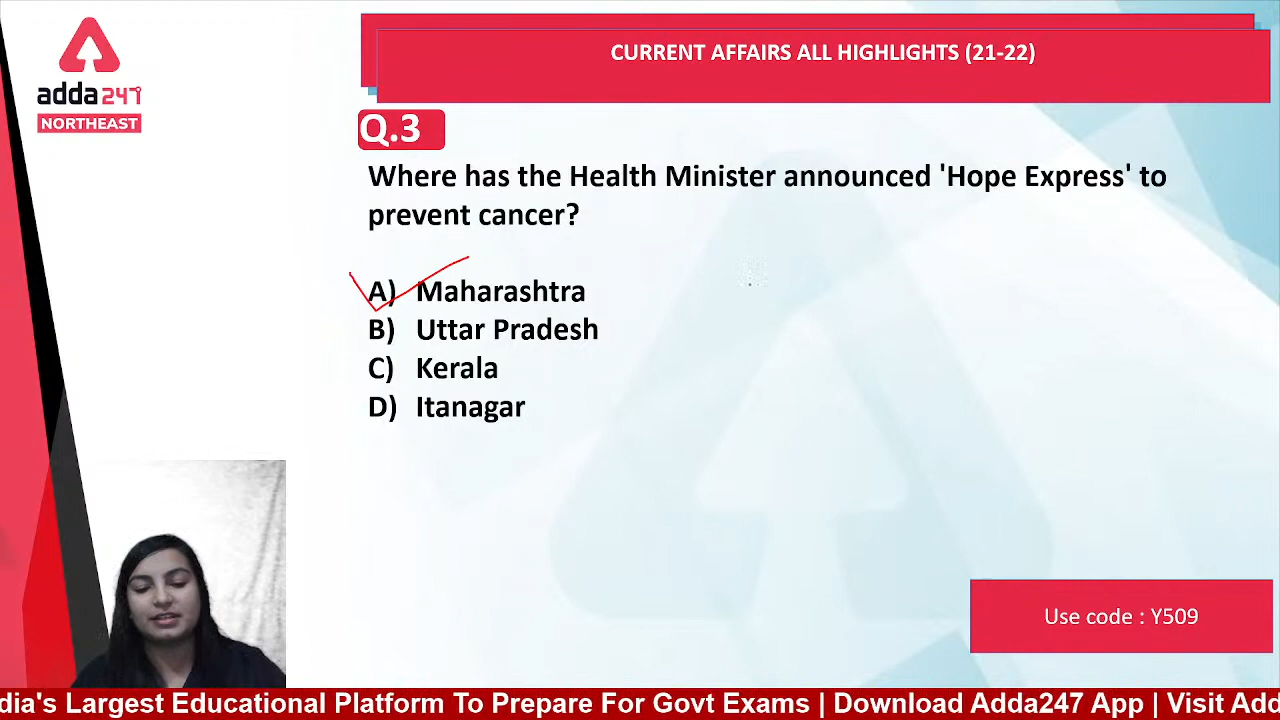 adda247
NORTHEAST
CURRENT AFFAIRS ALL HIGHLIGHTS (21-22)
Q.3
Where has the Health Minister announced 'Hope Express' to
prevent cancer?
A) Maharashtra
B) Uttar Pradesh
C) Kerala
D) Itanagar
Use code : Y509
dia's Largest Educational Platform To Prepare For Govt Exams | Download Adda247 App | Visit Add